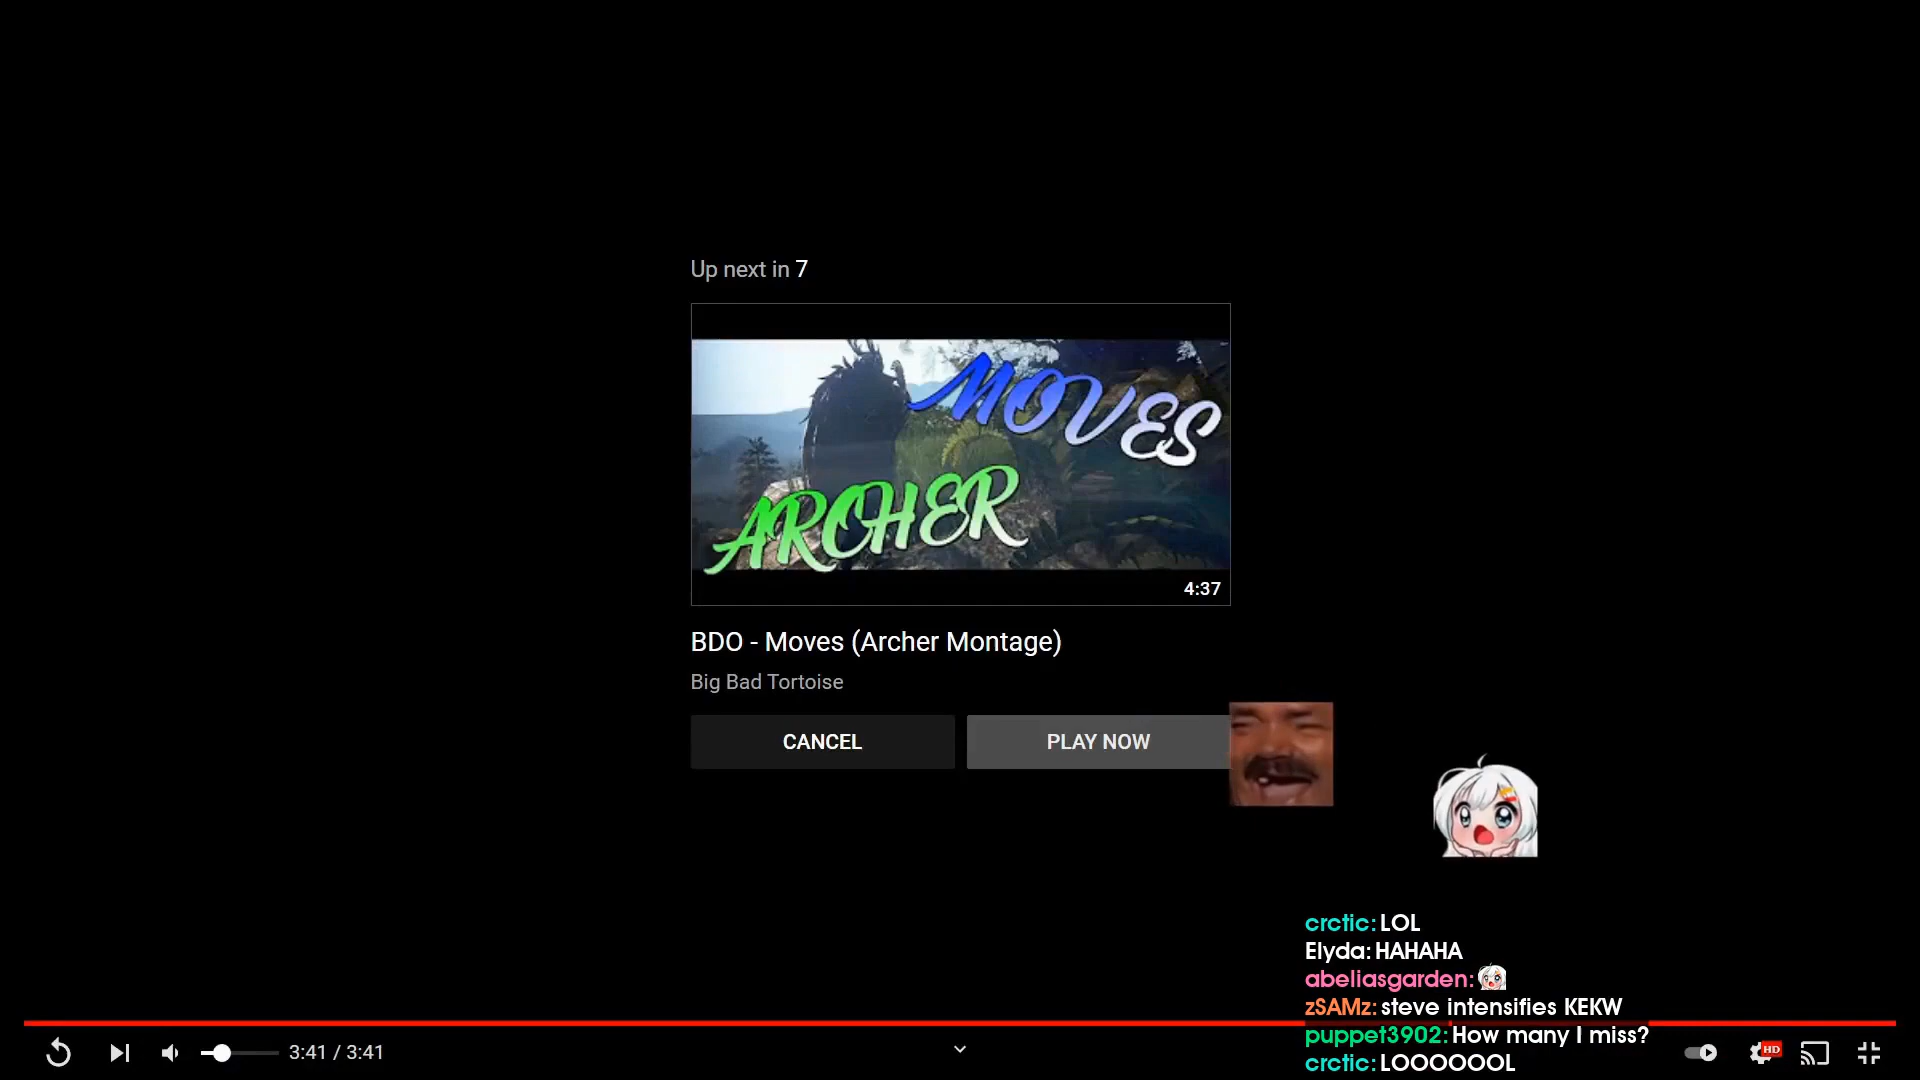 Up next in 7
MOVES
ARCHER
4:37
BDO - Moves (Archer Montage)
Big Bad Tortoise
CANCEL
PLAY NOW
crctic: LOL
Elyda: HAHAHA
abeliasgarden:
zSAMz: steve intensifies KEKW
puppet3902: How many I miss?
crctic: LOOOOOOL
3:41 / 3:41
HD